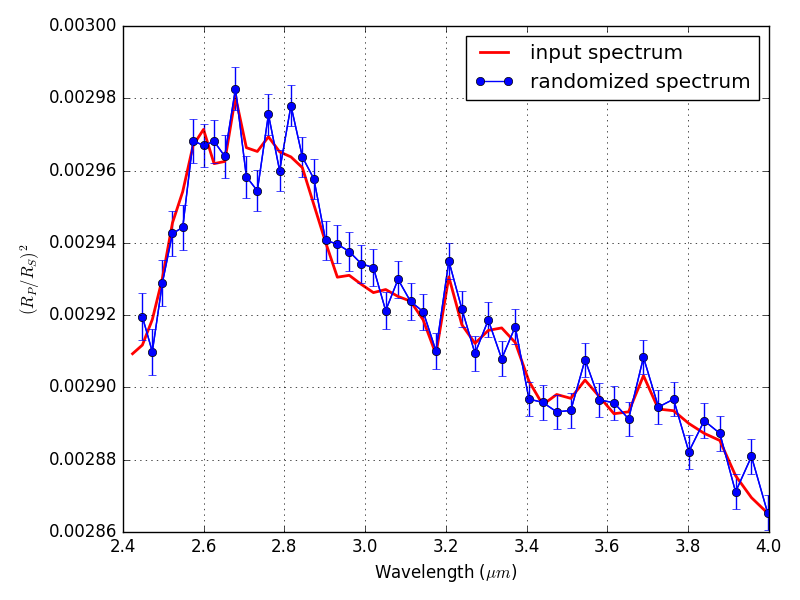 0.00300
0.00298
0.00296
0.00294
0.00292
0.00290
0.00288
0.00286
(R_P/R_S)^2
input spectrum
randomized spectrum
2.4 2.6 2.8 3.0 3.2 3.4 3.6 3.8 4.0
Wavelength (μm)